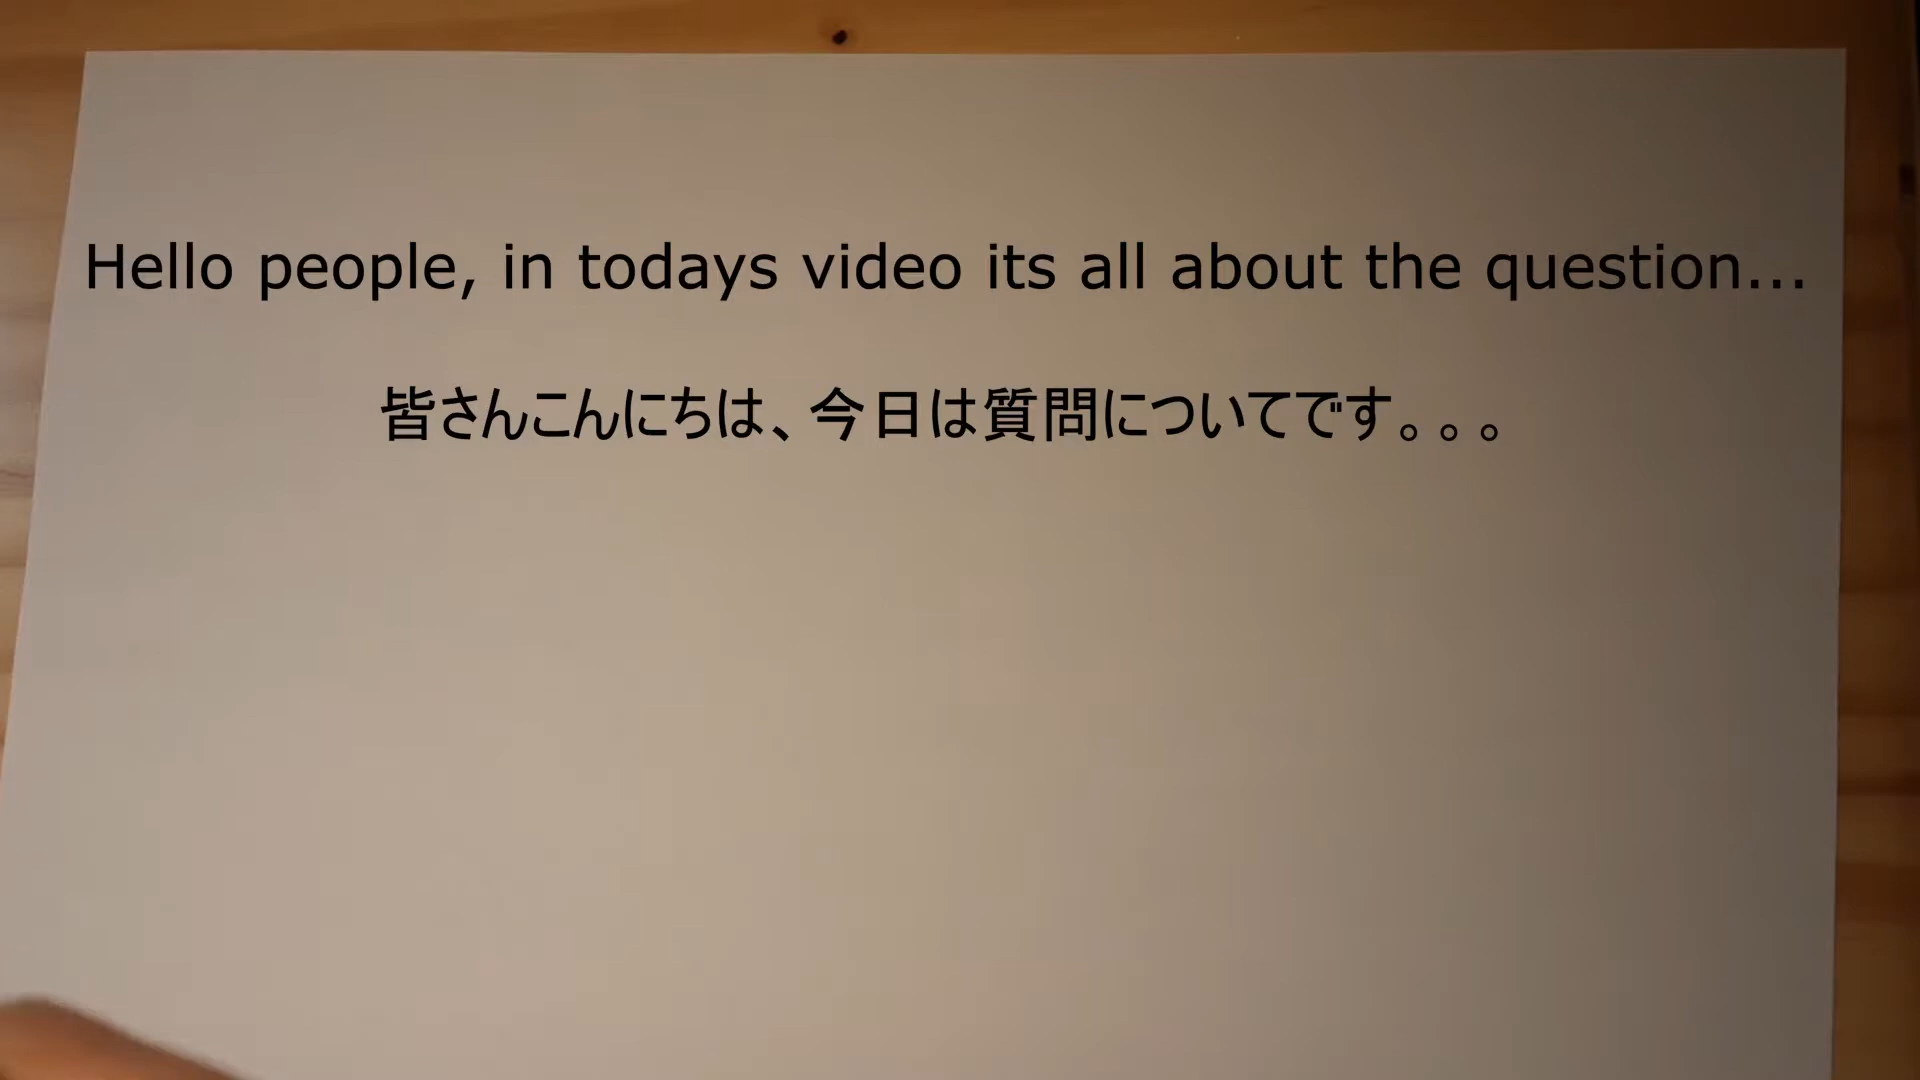 Hello people, in todays video its all about the question...
皆さんこんにちは、今日は質問についてです。。。